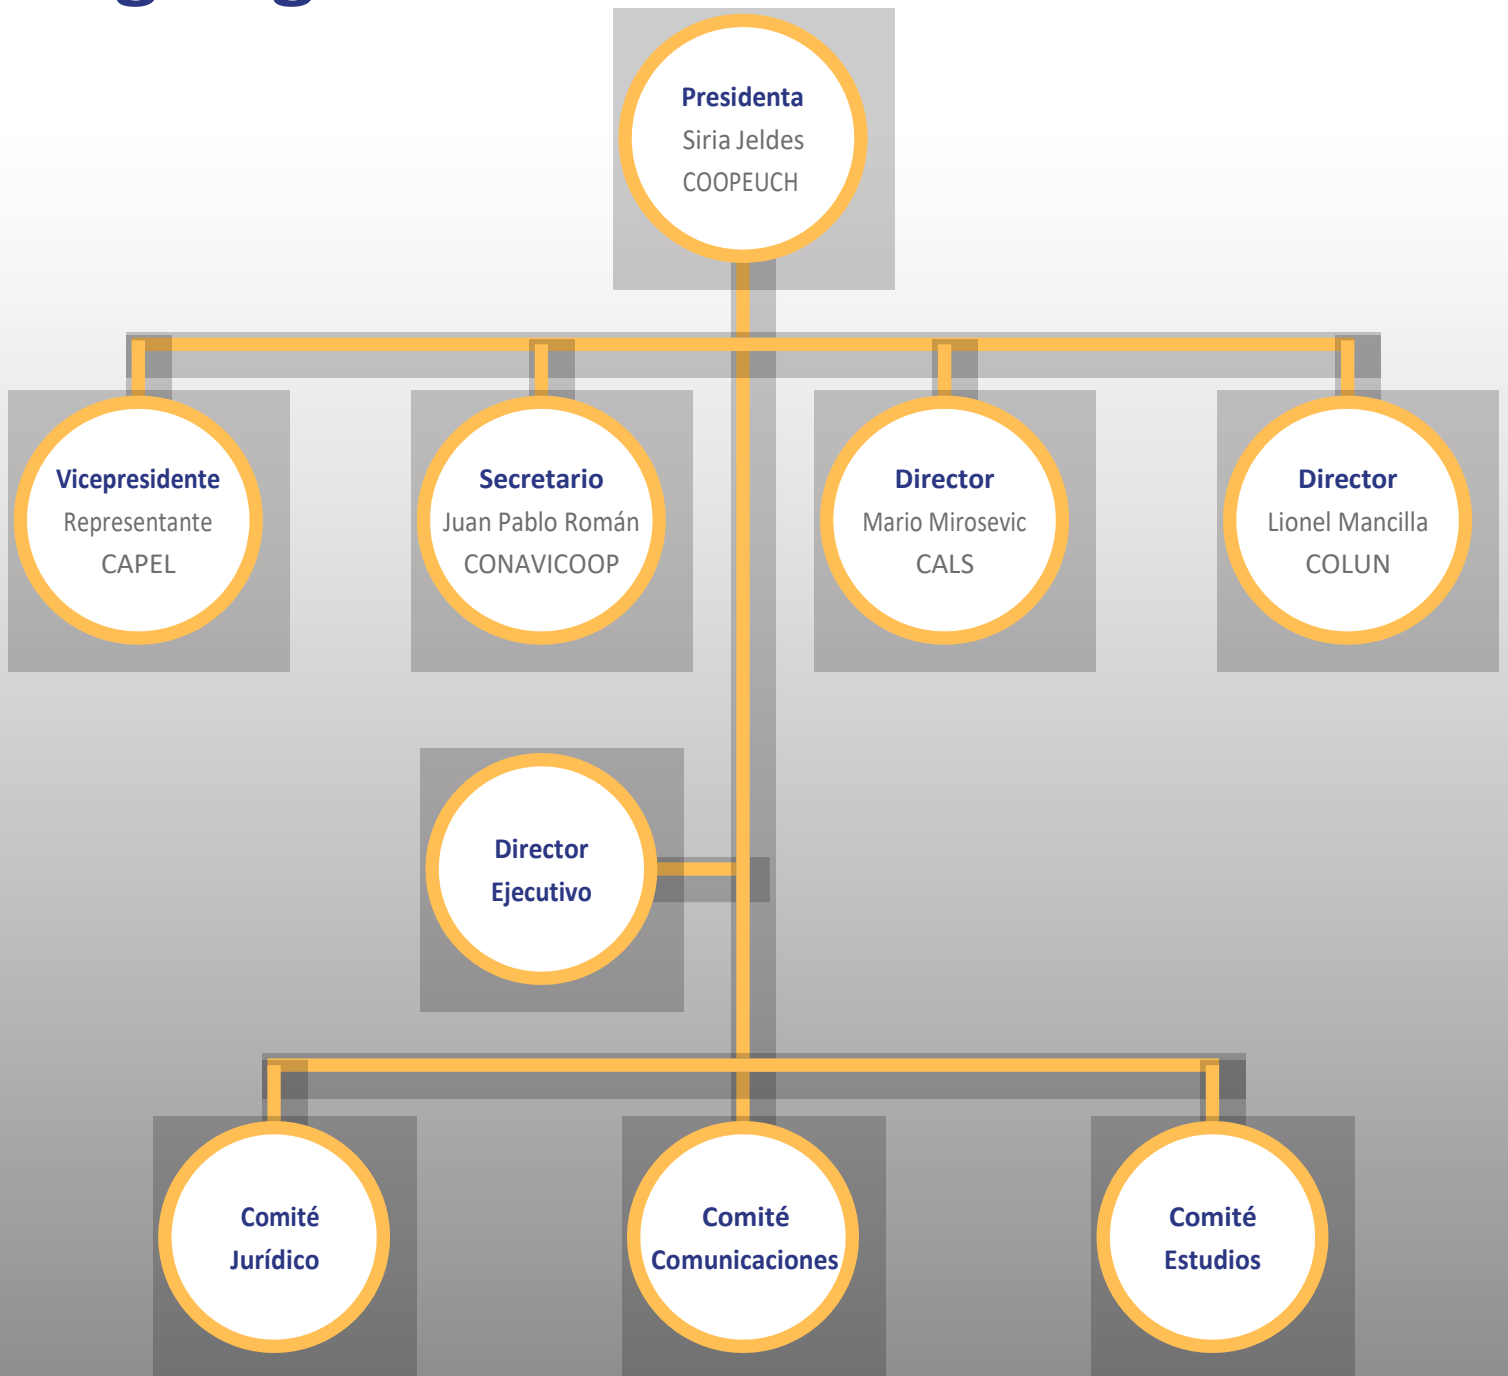 Presidenta
Siria Jeldes
COOPEUCH
Vicepresidente
Representante
CAPEL
Secretario
Juan Pablo Román
CONAVICOOP
Director
Mario Mirosevic
CALS
Director
Lionel Mancilla
COLUN
Director
Ejecutivo
Comité
Jurídico
Comité
Comunicaciones
Comité
Estudios